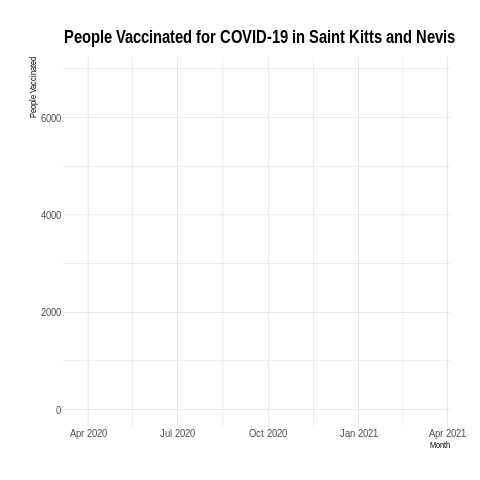 People Vaccinated for COVID-19 in Saint Kitts and Nevis
People Vaccinated
6000
4000
2000
0
Apr 2020 Jul 2020 Oct 2020 Jan 2021 Apr 2021
Month